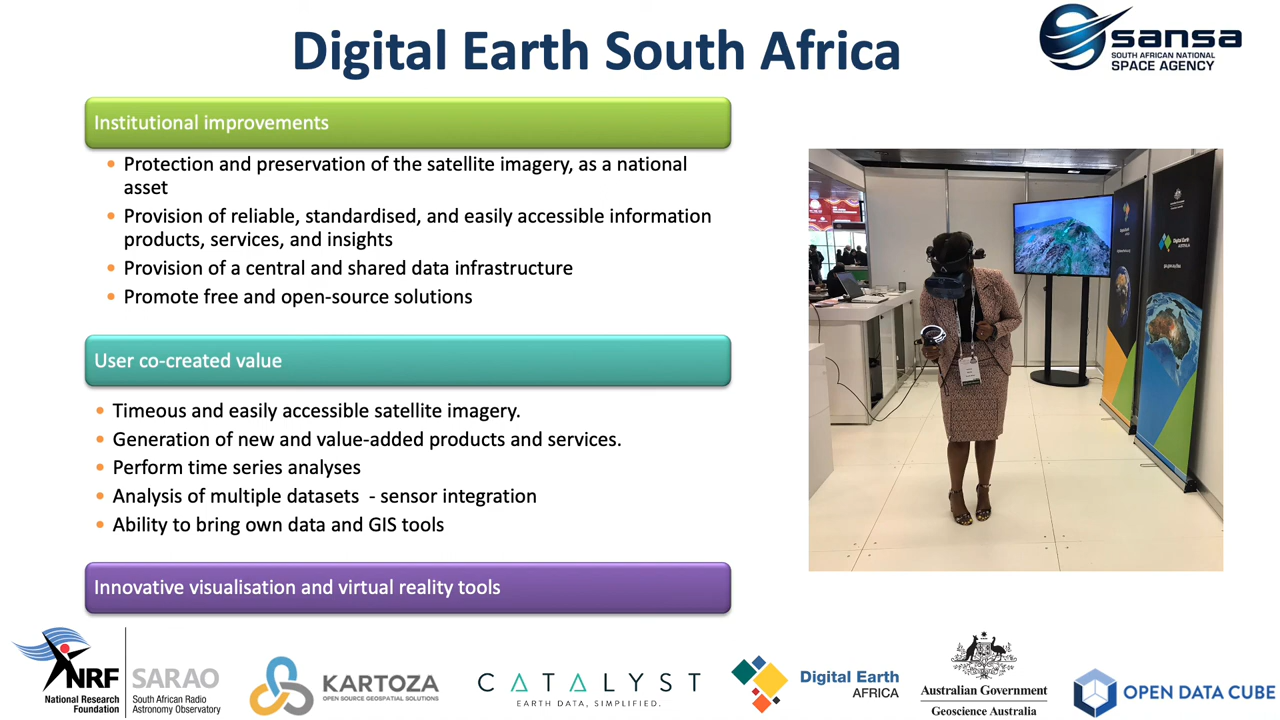 Digital Earth South Africa
sansa
SOUTH AFRICAN NATIONAL
SPACE AGENCY
Institutional improvements
• Protection and preservation of the satellite imagery, as a national
asset
• Provision of reliable, standardised, and easily accessible information
products, services, and insights
• Provision of a central and shared data infrastructure
• Promote free and open-source solutions
User co-created value
• Timeous and easily accessible satellite imagery.
• Generation of new and value-added products and services.
• Perform time series analyses
• Analysis of multiple datasets - sensor integration
• Ability to bring own data and GIS tools
Innovative visualisation and virtual reality tools
Digital Earth
AUSTRALIA
NRF
National Research
Foundation
SARAO
South African Radio
Astronomy Observatory
KARTOZA
OPEN SOURCE GEOSPATIAL SOLUTIONS
CATALYST
EARTH DATA, SIMPLIFIED.
Digital Earth
AFRICA
Australian Government
Geoscience Australia
OPEN DATA CUBE